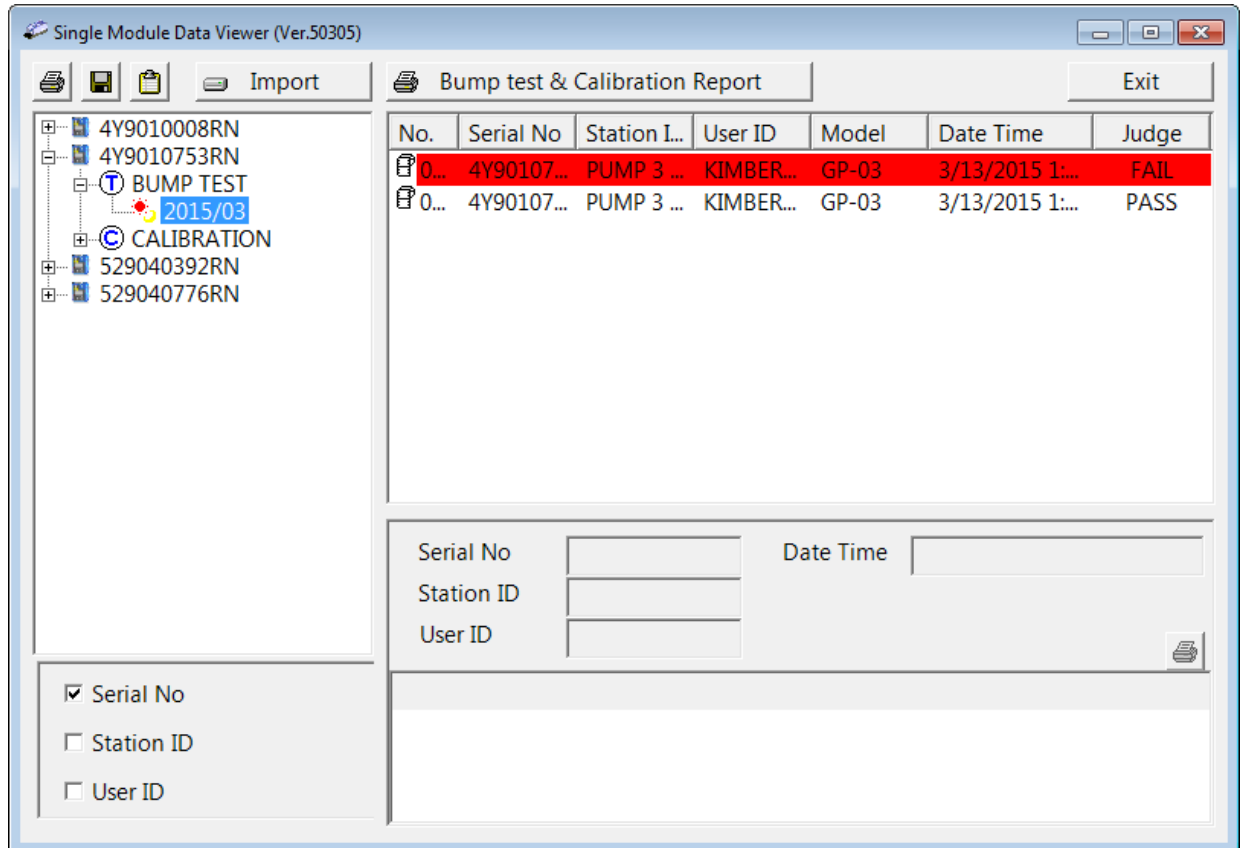 Single Module Data Viewer (Ver.50305)
Import
Bump test & Calibration Report
Exit
4Y9010008RN
4Y9010753RN
T BUMP TEST
2015/03
C CALIBRATION
529040392RN
529040776RN
No. Serial No Station I... User ID Model Date Time Judge
0... 4Y90107... PUMP 3 ... KIMBER... GP-03 3/13/2015 1:... FAIL
0... 4Y90107... PUMP 3 ... KIMBER... GP-03 3/13/2015 1:... PASS
Serial No Date Time
Station ID
User ID
Serial No
Station ID
User ID